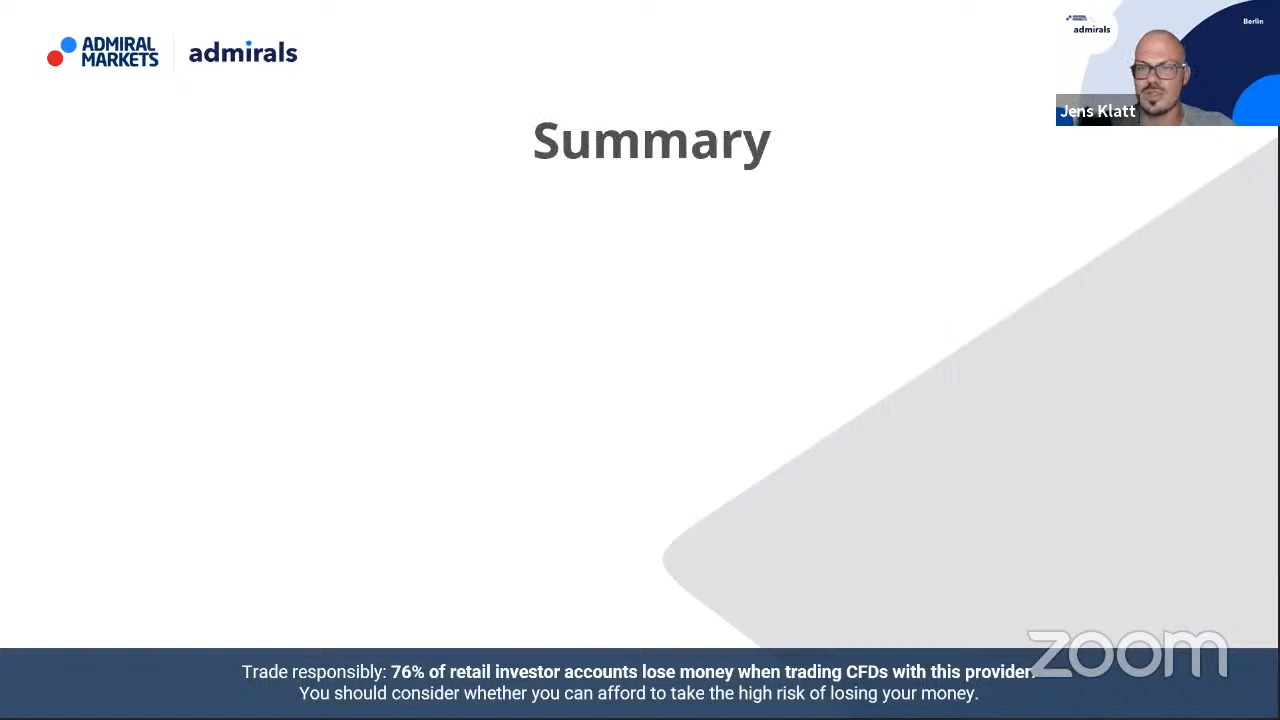 ADMIRAL
MARKETS
admirals
ADMIRAL
MARKETS
admirals
Berlin
Jens Klatt
Summary
zoom
Trade responsibly: 76% of retail investor accounts lose money when trading CFDs with this provider.
You should consider whether you can afford to take the high risk of losing your money.